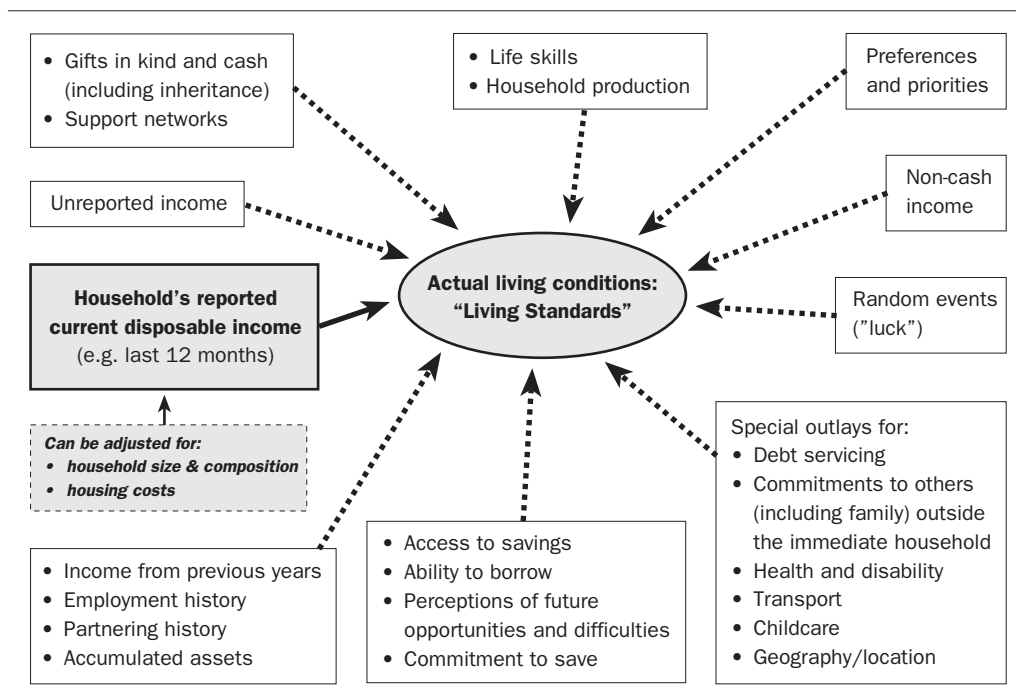 • Gifts in kind and cash
(including inheritance)
• Support networks
• Life skills
• Household production
Preferences
and priorities
Unreported income
Non-cash
income
Household’s reported
current disposable income
(e.g. last 12 months)
Actual living conditions:
“Living Standards”
Random events
(”luck”)
Can be adjusted for:
• household size & composition
• housing costs
• Income from previous years
• Employment history
• Partnering history
• Accumulated assets
• Access to savings
• Ability to borrow
• Perceptions of future
opportunities and difficulties
• Commitment to save
Special outlays for:
• Debt servicing
• Commitments to others
(including family) outside
the immediate household
• Health and disability
• Transport
• Childcare
• Geography/location